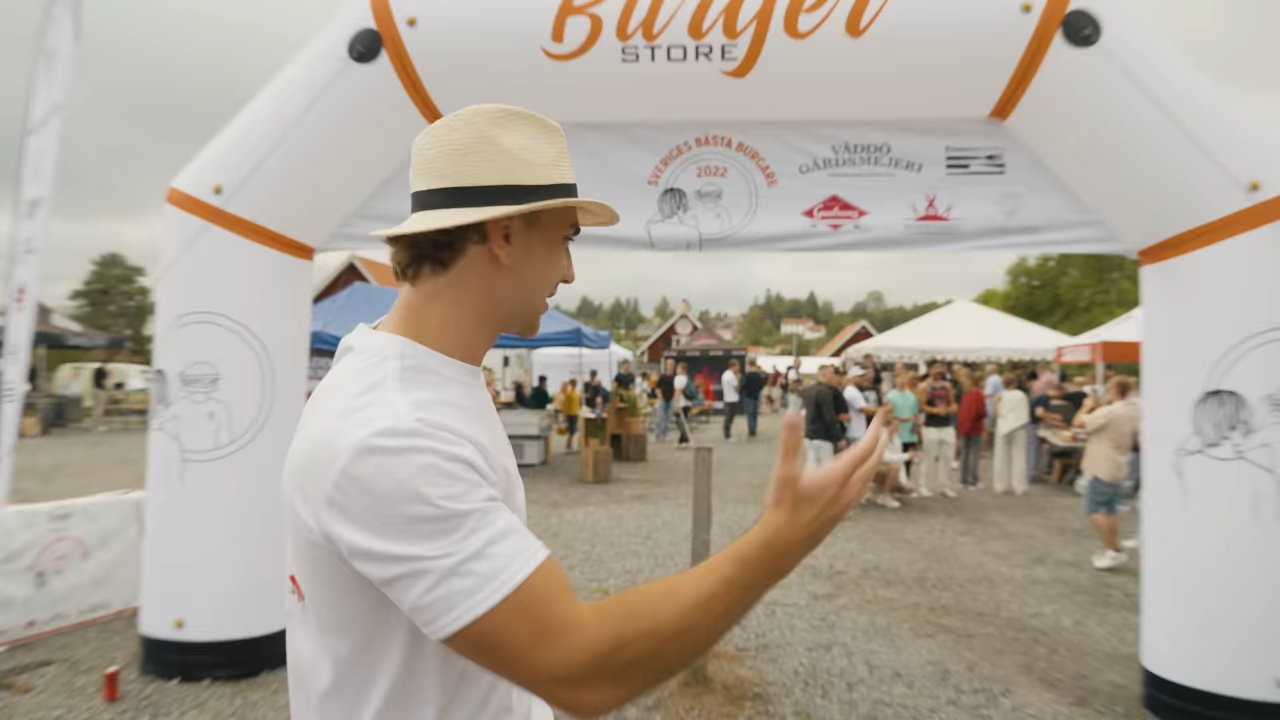 Burger
STORE
SVERIGES BÄSTA BURGARE
2022
VÄDDÖ
GÅRDSMEJERI